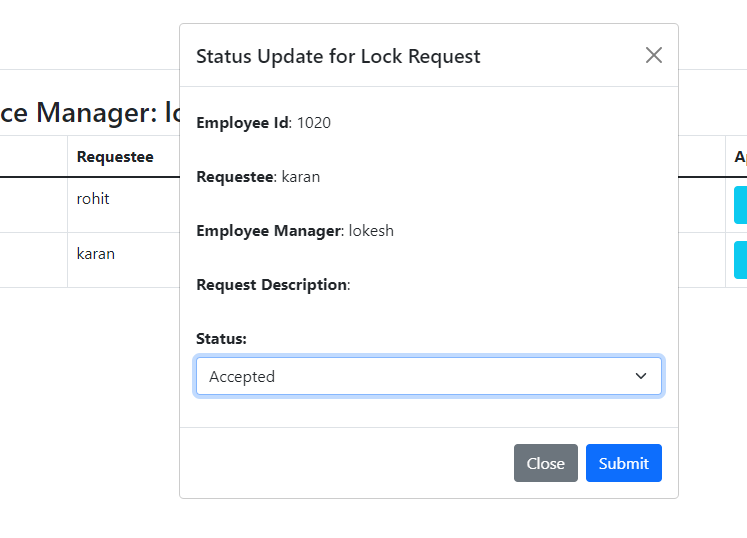 Status Update for Lock Request
ce Manager: lo
Employee Id: 1020
Requestee
Requestee: karan
rohit
Employee Manager: lokesh
karan
Request Description:
Status:
Accepted
Close Submit